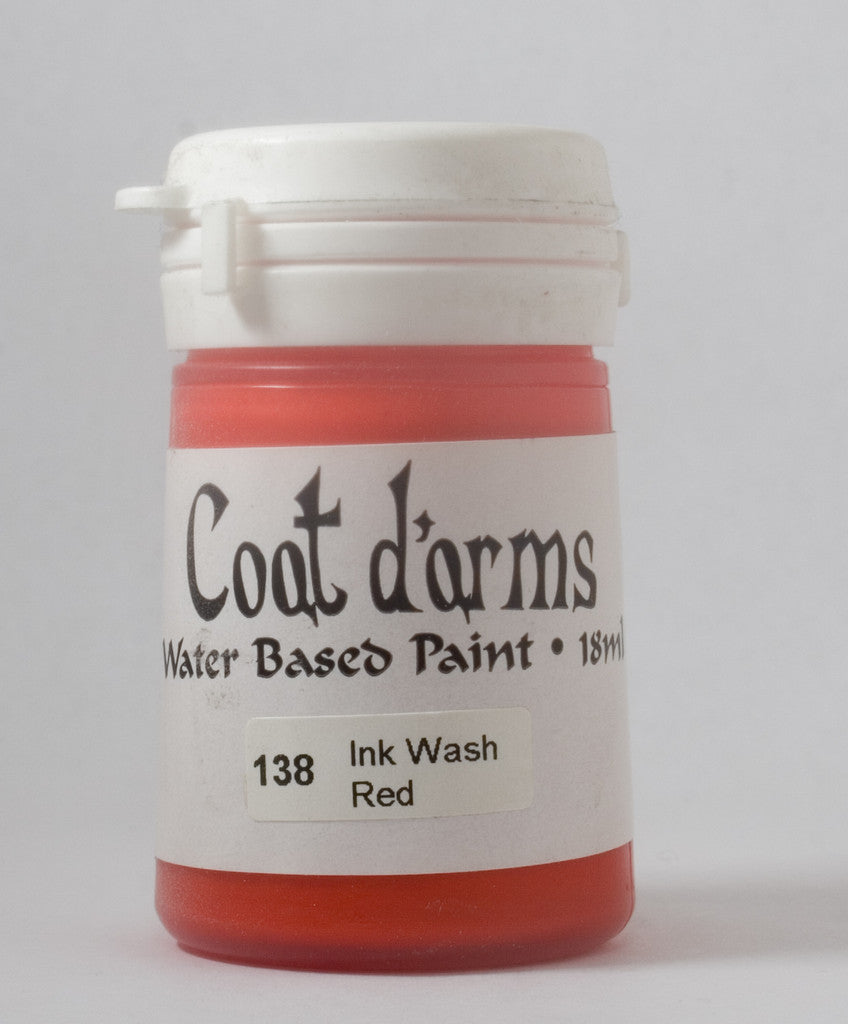 Coat d'arms
Water Based Paint • 18ml
138 Ink Wash
Red